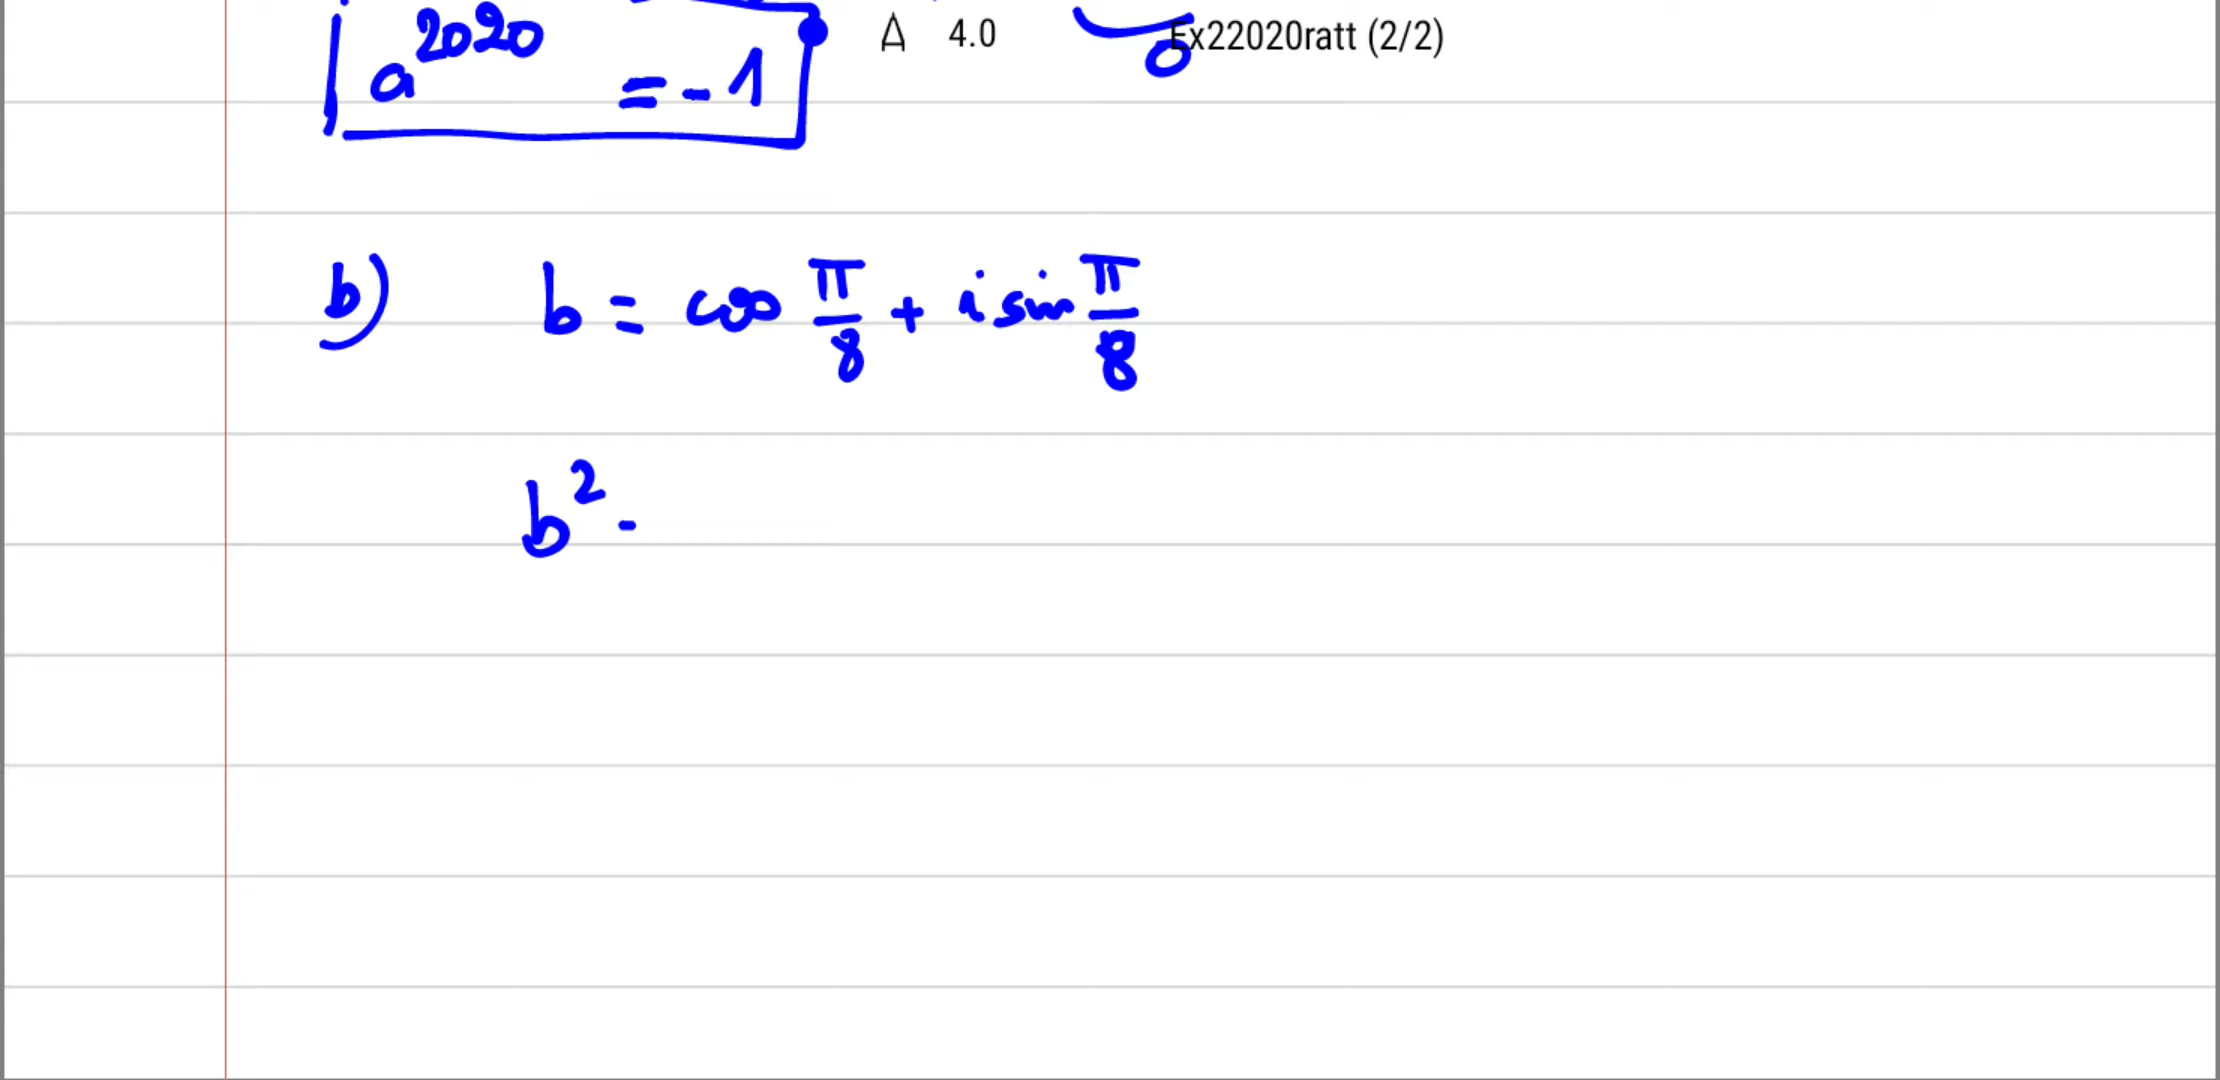 Δ 4.0 Ex22020ratt (2/2)
a^2020 = -1
b) b = cos π/8 + i sin π/8
b² -